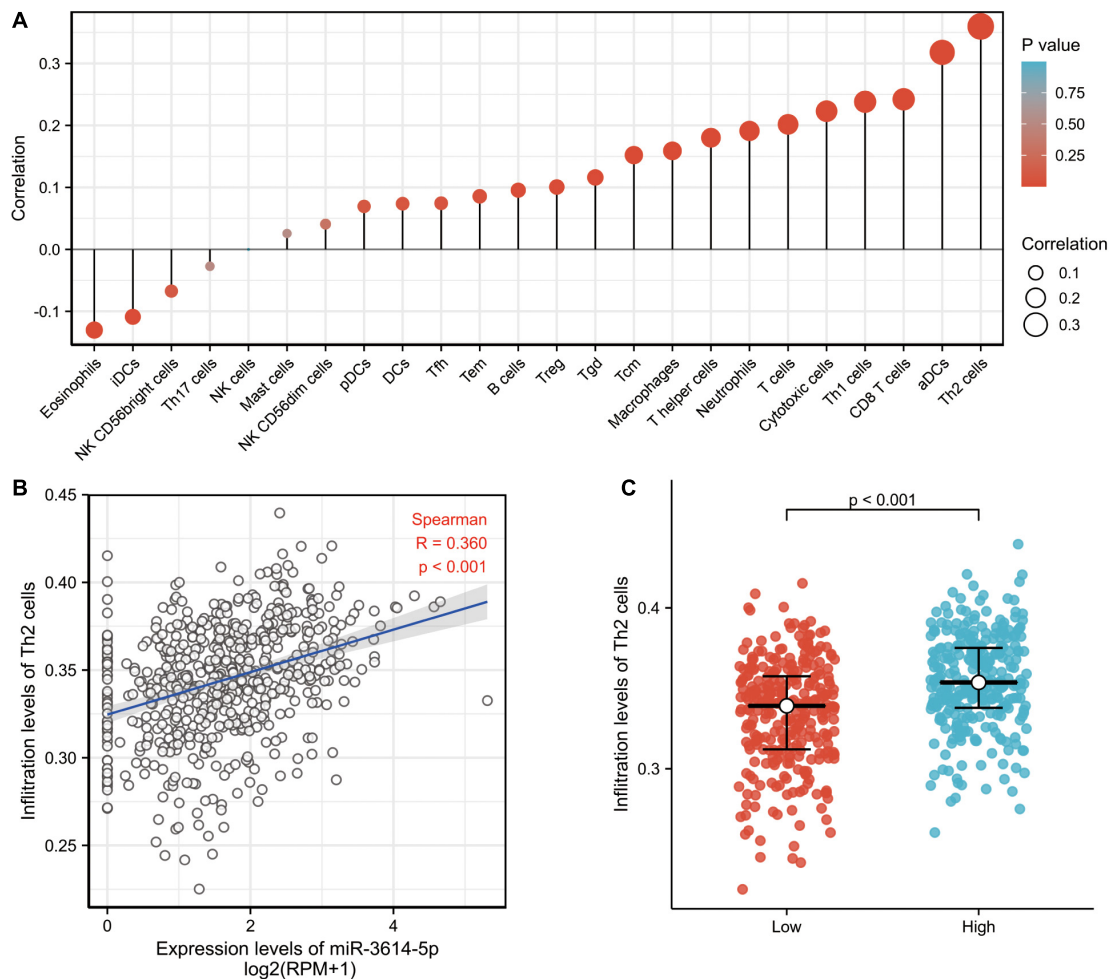 A
Correlation
0.3
0.2
0.1
0.0
-0.1
Eosinophils
iDCs
NK CD56bright cells
Th17 cells
NK cells
Mast cells
NK CD56dim cells
pDCs
DCs
Tfh
Tem
B cells
Treg
Tgd
Tcm
Macrophages
T helper cells
Neutrophils
T cells
Cytotoxic cells
Th1 cells
CD8 T cells
aDCs
Th2 cells
P value
0.75
0.50
0.25
Correlation
0.1
0.2
0.3
B
Inflitration levels of Th2 cells
0.45
0.40
0.35
0.30
0.25
Spearman
R = 0.360
p < 0.001
0
2
4
Expression levels of miR-3614-5p
log2(RPM+1)
C
Inflitration levels of Th2 cells
0.4
0.3
p < 0.001
Low
High